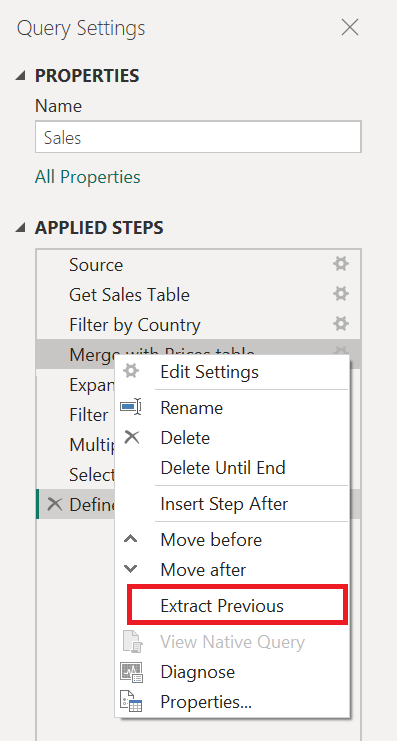 Query Settings
PROPERTIES
Name
Sales
All Properties
APPLIED STEPS
Source
Get Sales Table
Filter by Country
Merge with Prices table
Expan
Edit Settings
Filter
Rename
Multip
Delete
Select
Delete Until End
Define
Insert Step After
Move before
Move after
Extract Previous
View Native Query
Diagnose
Properties...